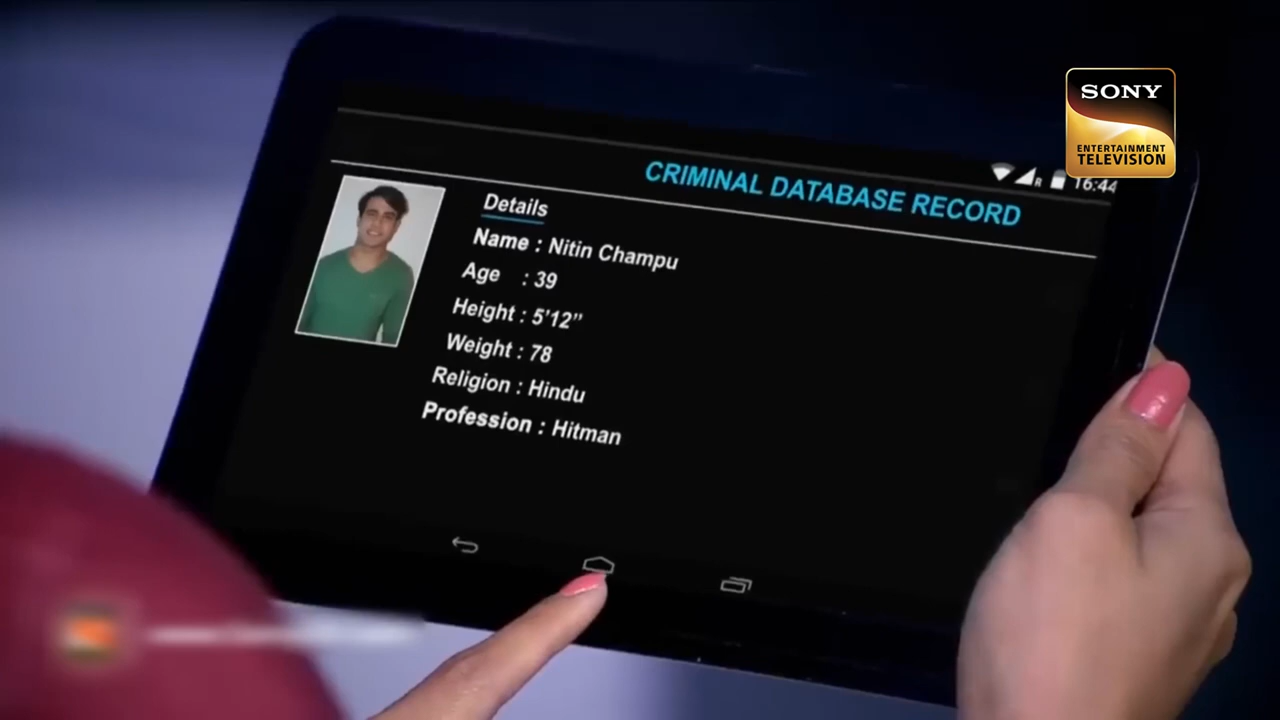 SONY
ENTERTAINMENT
TELEVISION
16:44
CRIMINAL DATABASE RECORD
Details
Name : Nitin Champu
Age : 39
Height : 5'12”
Weight : 78
Religion : Hindu
Profession : Hitman